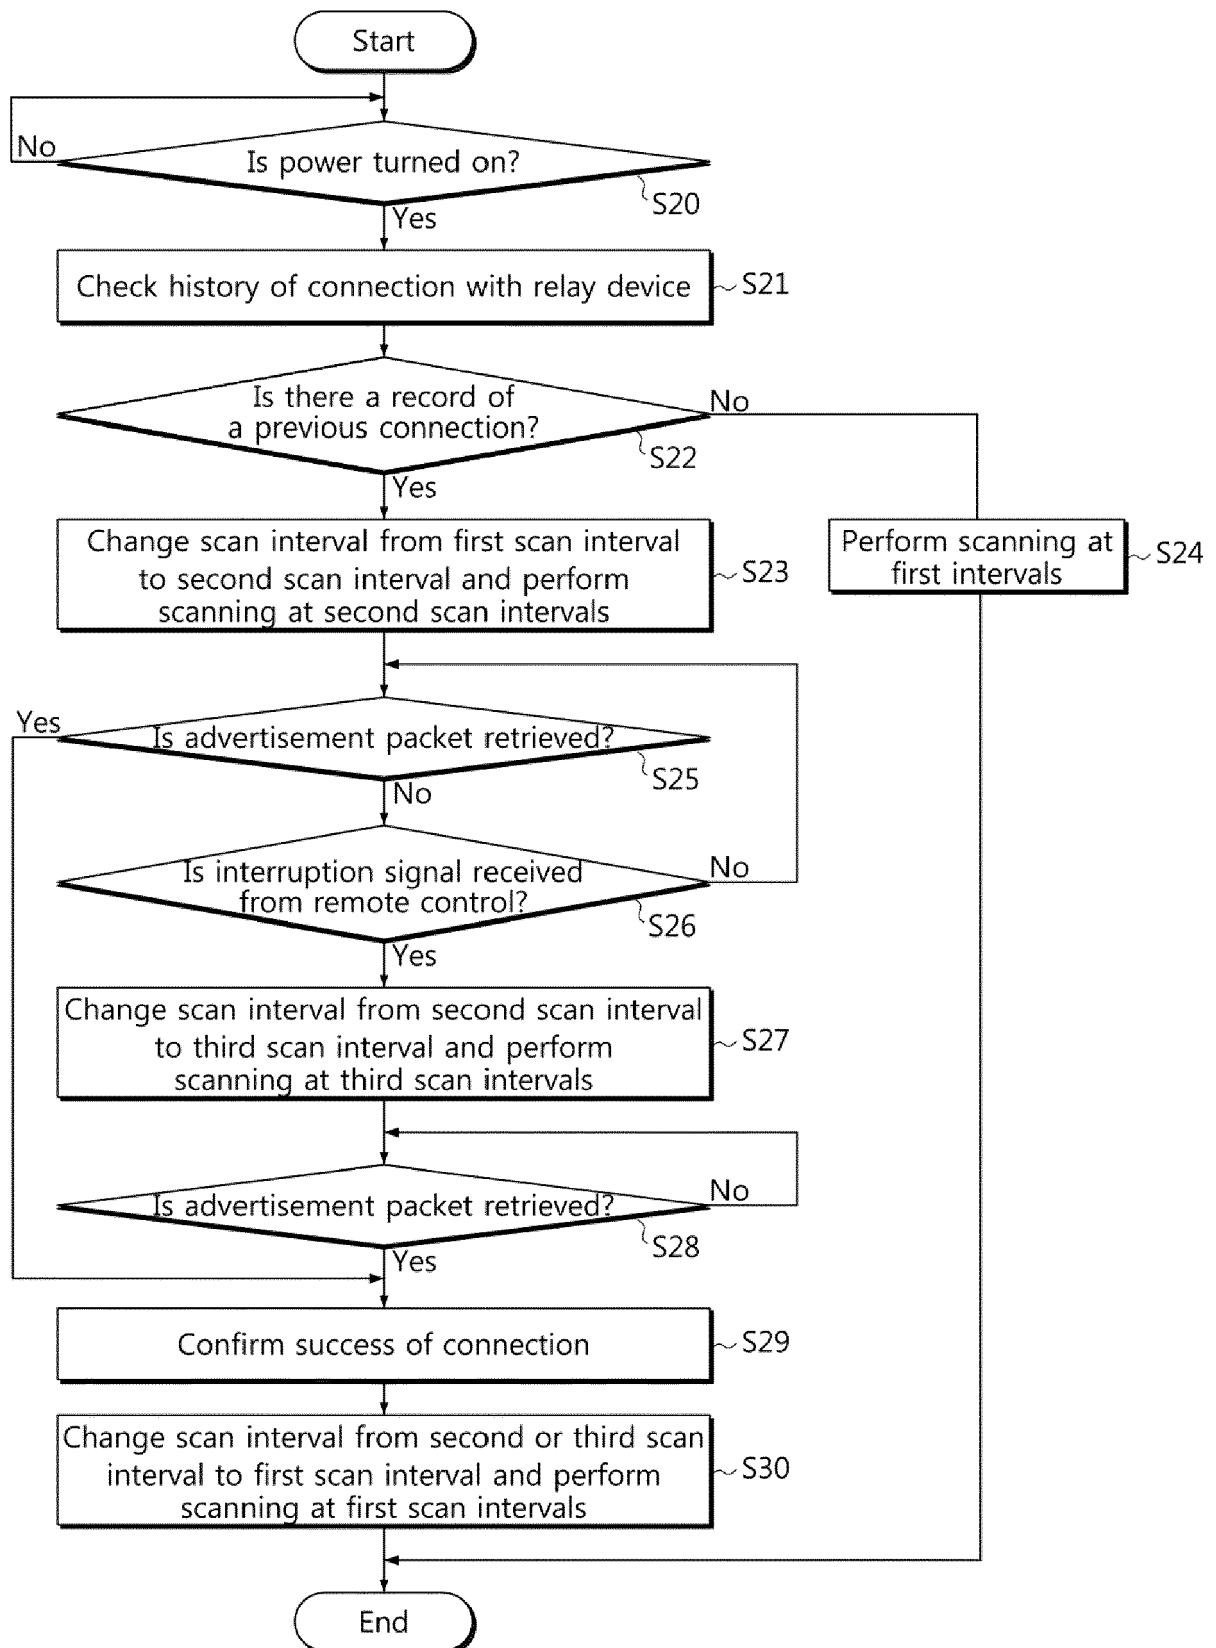 Start
No
Is power turned on?
S20
Yes
Check history of connection with relay device
S21
Is there a record of
a previous connection?
No
S22
Yes
Change scan interval from first scan interval
to second scan interval and perform
scanning at second scan intervals
S23
Perform scanning at
first intervals
S24
Yes
Is advertisement packet retrieved?
S25
No
Is interruption signal received
from remote control?
No
S26
Yes
Change scan interval from second scan interval
to third scan interval and perform
scanning at third scan intervals
S27
Is advertisement packet retrieved?
No
S28
Yes
Confirm success of connection
S29
Change scan interval from second or third scan
interval to first scan interval and perform
scanning at first scan intervals
S30
End